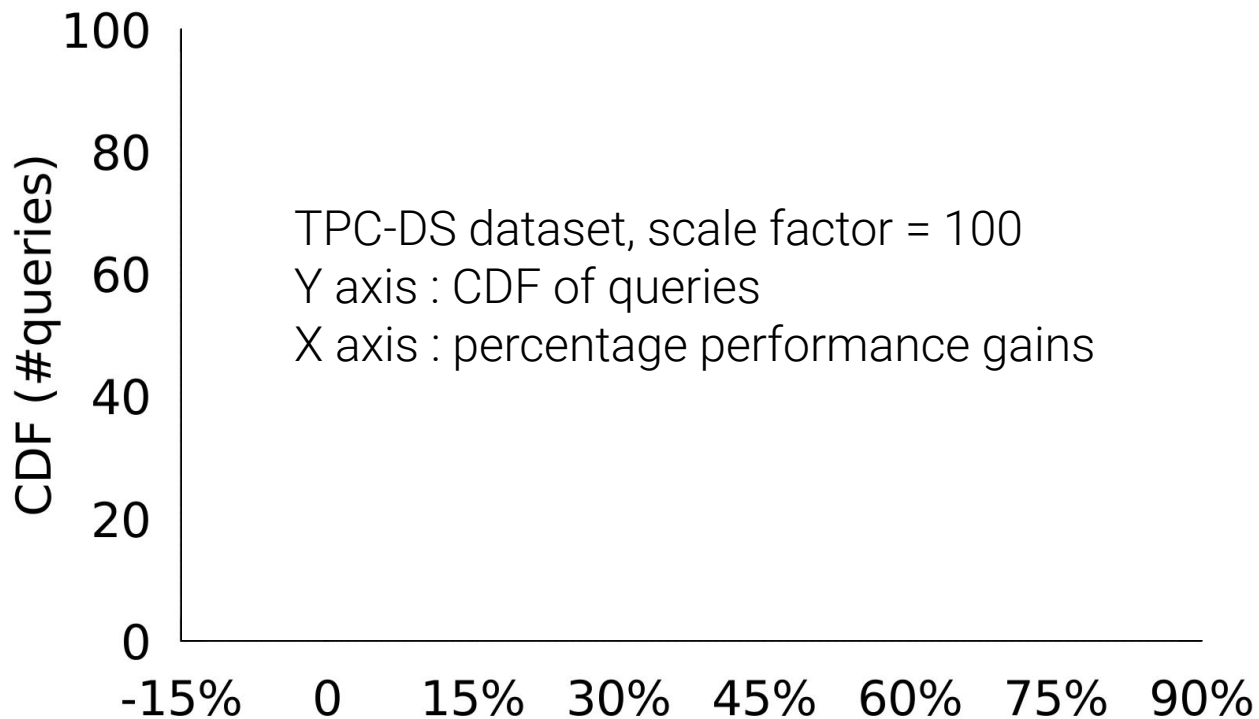 100
80
60
40
20
0
CDF (#queries)
TPC-DS dataset, scale factor = 100
Y axis : CDF of queries
X axis : percentage performance gains
-15% 0 15% 30% 45% 60% 75% 90%